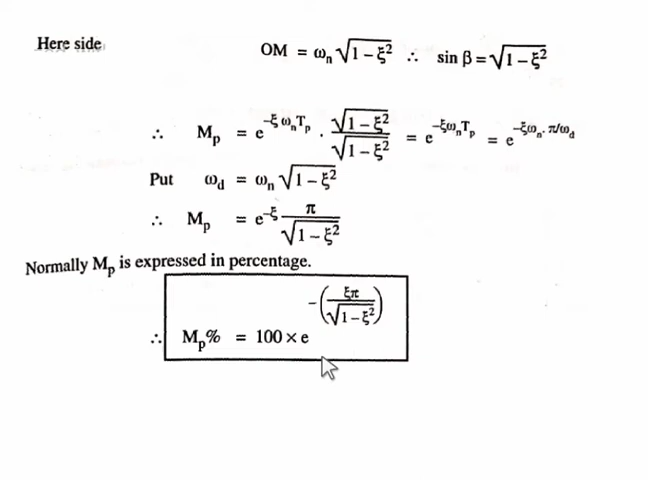 Here side OM = ωn √1 – ξ² ∴ sin β = √1 – ξ²
∴ Mp = e^–ξ ωnTp · √1 – ξ² / √1 – ξ² = e^–ξωnTp = e^–ξωn · π/ωd
Put ωd = ωn √1 – ξ²
∴ Mp = e^–ξ π / √1 – ξ²
Normally Mp is expressed in percentage.
∴ Mp% = 100 × e^–(ξπ / √1 – ξ²)